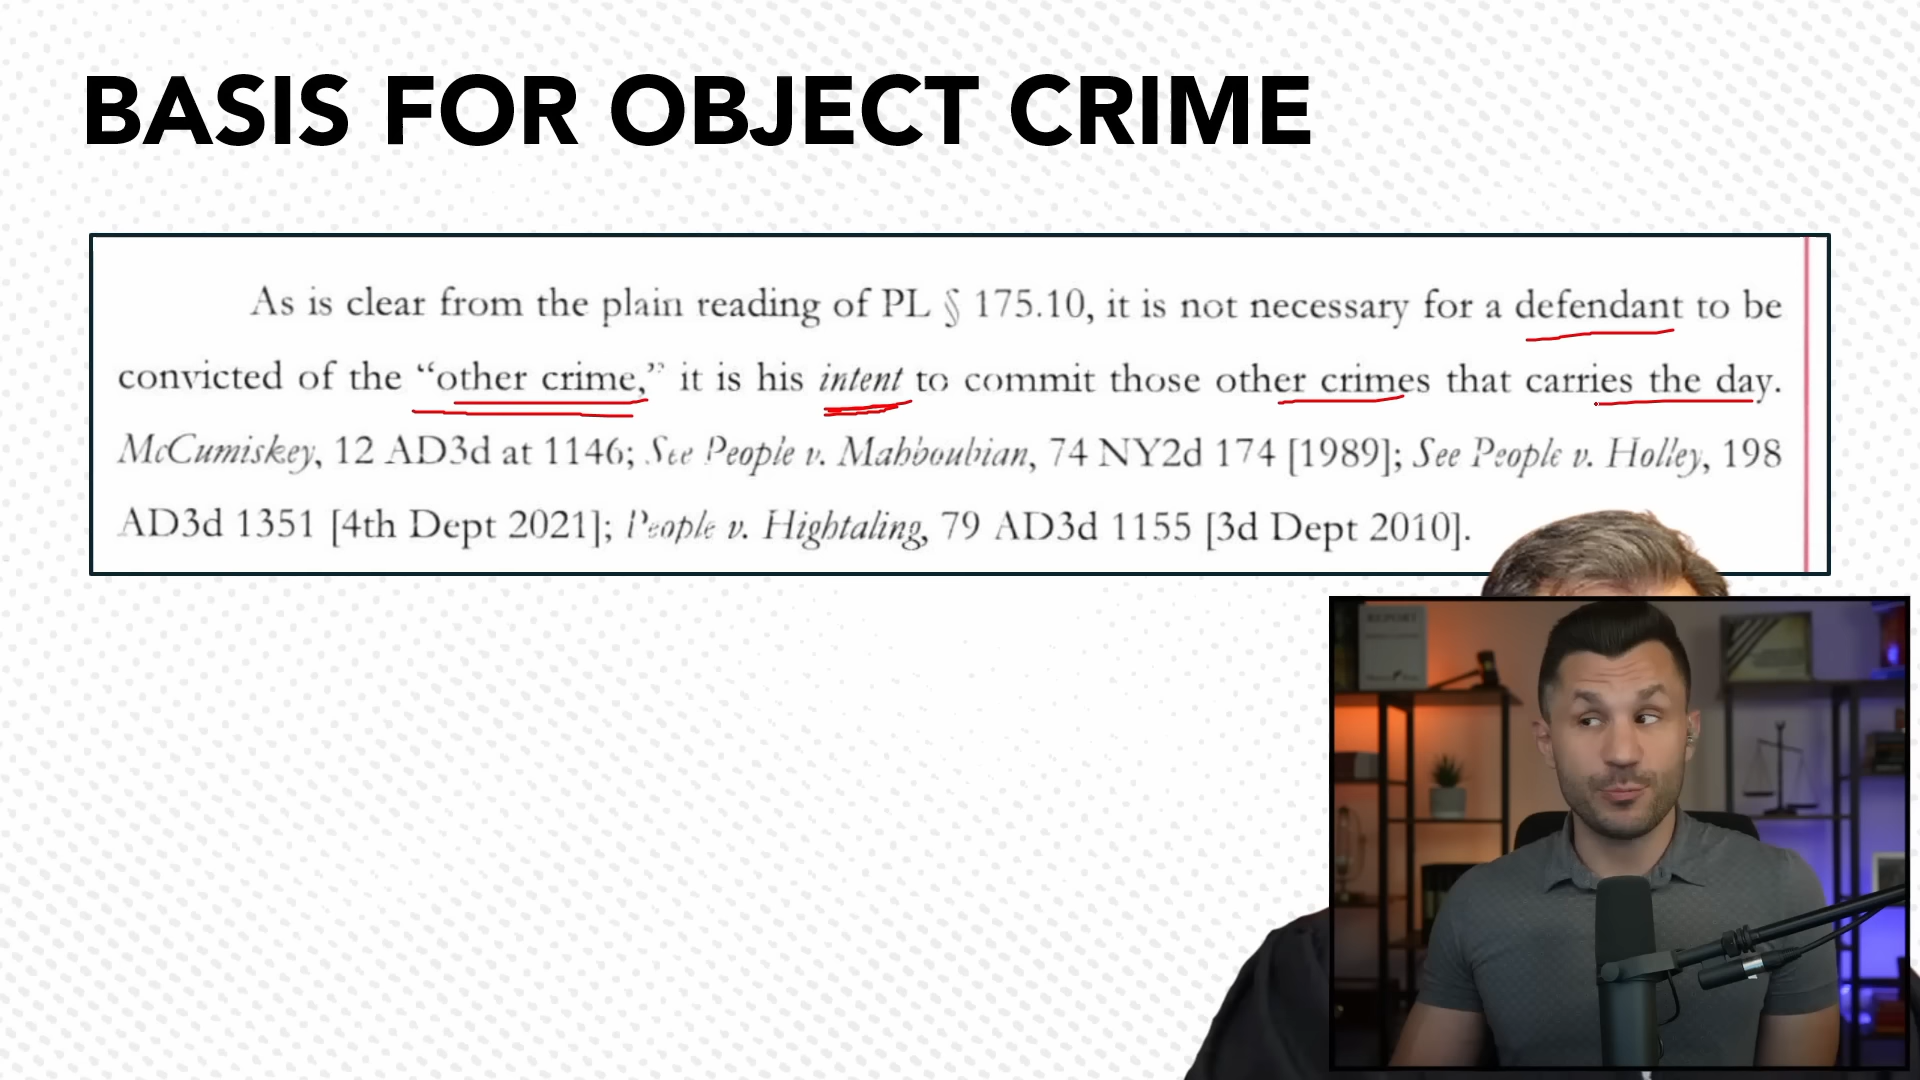 BASIS FOR OBJECT CRIME
As is clear from the plain reading of PL § 175.10, it is not necessary for a defendant to be
convicted of the “other crime,” it is his intent to commit those other crimes that carries the day.
McCumiskey, 12 AD3d at 1146; See People v. Mahboubian, 74 NY2d 174 [1989]; See People v. Holley, 198
AD3d 1351 [4th Dept 2021]; People v. Hightaling, 79 AD3d 1155 [3d Dept 2010].
REPORT